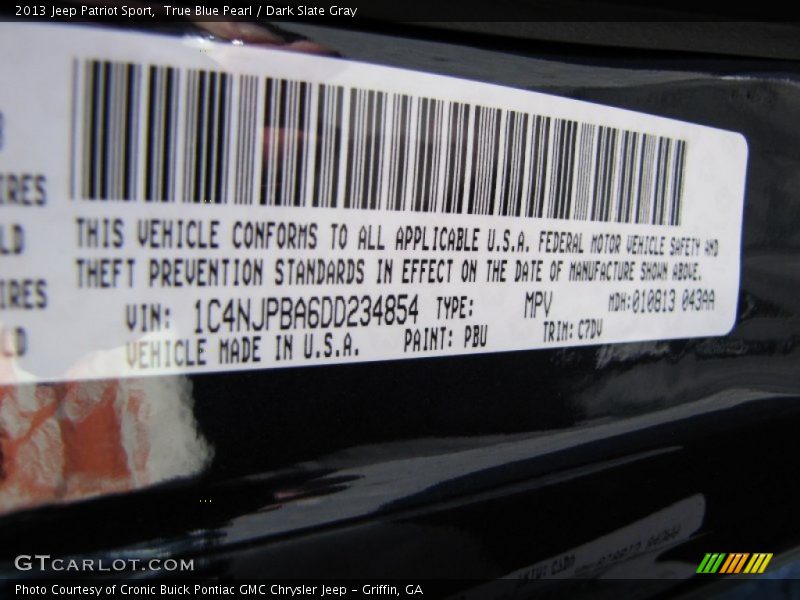 2013 Jeep Patriot Sport, True Blue Pearl / Dark Slate Gray
IRES
LD
IRES
THIS VEHICLE CONFORMS TO ALL APPLICABLE U.S.A. FEDERAL MOTOR VEHICLE SAFETY AND
THEFT PREVENTION STANDARDS IN EFFECT ON THE DATE OF MANUFACTURE SHOWN ABOVE.
VIN: 1C4NJPBA6DD234854 TYPE: MPV MDH:010813 043AA
VEHICLE MADE IN U.S.A. PAINT: PBU TRIM: C7DV
GTCARLOT.COM
Photo Courtesy of Cronic Buick Pontiac GMC Chrysler Jeep – Griffin, GA